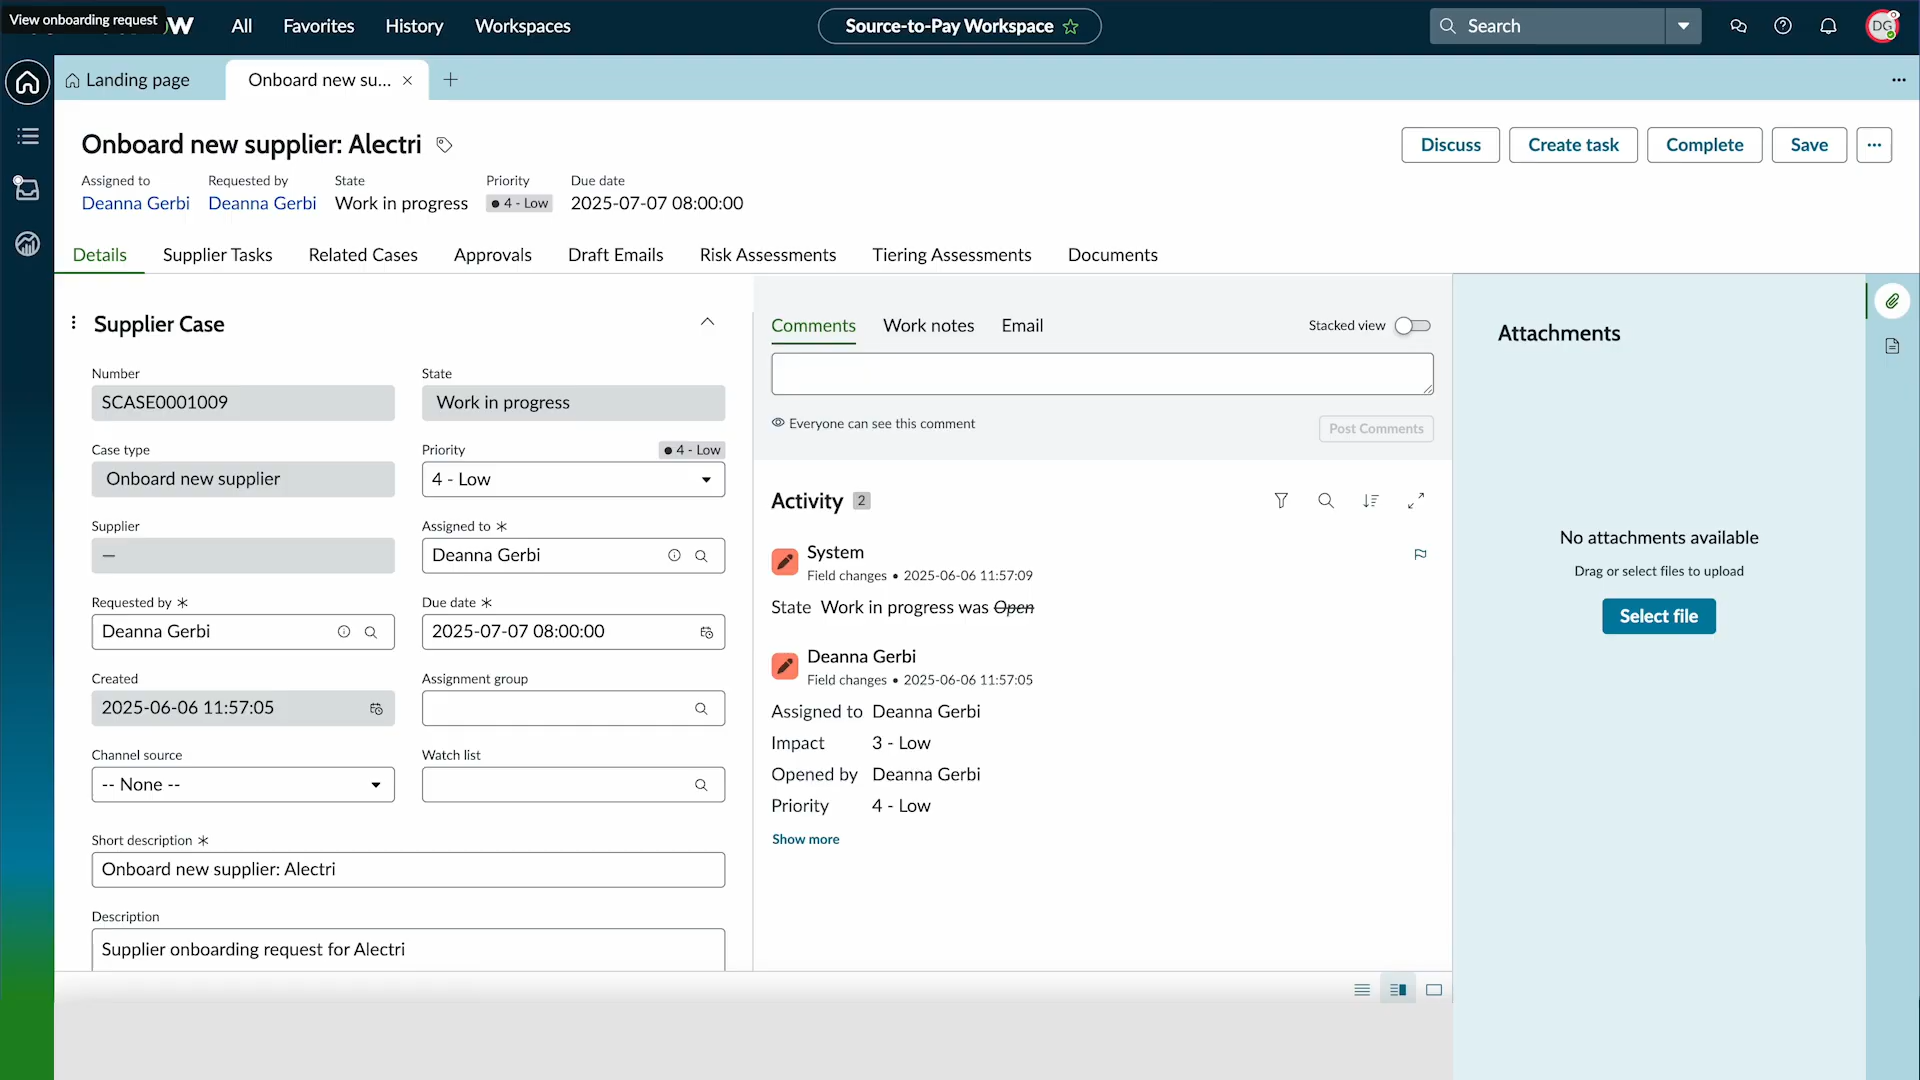 View onboarding request
W
All
Favorites
History
Workspaces
Source-to-Pay Workspace
Search
DG
Landing page
Onboard new su...
Onboard new supplier: Alectri
Discuss
Create task
Complete
Save
Assigned to
Deanna Gerbi
Requested by
Deanna Gerbi
State
Work in progress
Priority
4 - Low
Due date
2025-07-07 08:00:00
Details
Supplier Tasks
Related Cases
Approvals
Draft Emails
Risk Assessments
Tiering Assessments
Documents
Supplier Case
Number
SCASE0001009
State
Work in progress
Case type
Onboard new supplier
Priority
4 - Low
4 - Low
Supplier
—
Assigned to *
Deanna Gerbi
Requested by *
Deanna Gerbi
Due date *
2025-07-07 08:00:00
Created
2025-06-06 11:57:05
Assignment group
Channel source
-- None --
Watch list
Short description *
Onboard new supplier: Alectri
Description
Supplier onboarding request for Alectri
Comments
Work notes
Email
Stacked view
Everyone can see this comment
Post Comments
Activity 2
System
Field changes • 2025-06-06 11:57:09
State Work in progress was Open
Deanna Gerbi
Field changes • 2025-06-06 11:57:05
Assigned to Deanna Gerbi
Impact 3 - Low
Opened by Deanna Gerbi
Priority 4 - Low
Show more
Attachments
No attachments available
Drag or select files to upload
Select file